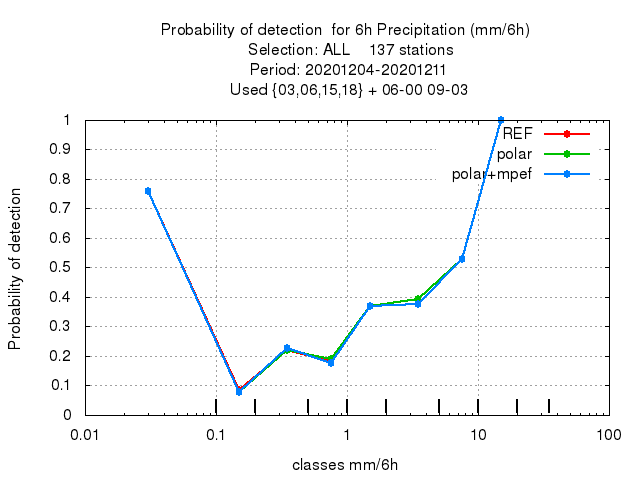 Probability of detection  for 6h Precipitation (mm/6h)
Selection: ALL    137 stations
Period: 20201204-20201211
Used {03,06,15,18} + 06-00 09-03
REF
polar
polar+mpef
Probability of detection
1
0.9
0.8
0.7
0.6
0.5
0.4
0.3
0.2
0.1
0
0.01
0.1
1
10
100
classes mm/6h